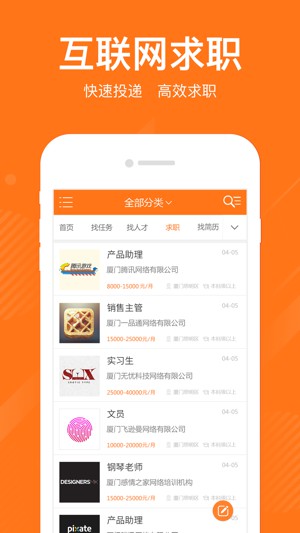 互联网求职
快速投递 高效求职
全部分类
首页 找任务 找人才 求职 找简历
产品助理 04-05
厦门腾讯网络有限公司
8000-15000元/月
销售主管 04-05
厦门一品通网络有限公司
15000-25000元/月
实习生 04-05
厦门无忧科技网络有限公司
25000-40000元/月
文员 04-05
厦门飞毯曼网络有限公司
10000-20000元/月
钢琴老师 04-05
厦门感情之家网络培训机构
15000-25000元/月
DESIGNERS
产品助理 04-05
pixate